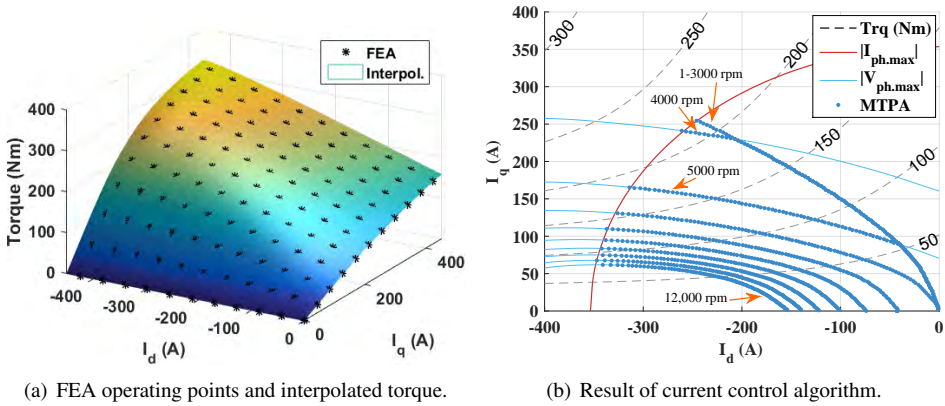 400
300
200
100
0
Torque (Nm)
-400
-300
-200
-100
0
I_d (A)
0
200
400
I_q (A)
FEA
Interpol.
(a) FEA operating points and interpolated torque.
400
350
300
250
200
150
100
50
0
I_q (A)
-400
-300
-200
-100
0
I_d (A)
300
250
200
150
100
50
1-3000 rpm
4000 rpm
5000 rpm
12,000 rpm
Trq (Nm)
|I_ph.max|
|V_ph.max|
MTPA
(b) Result of current control algorithm.